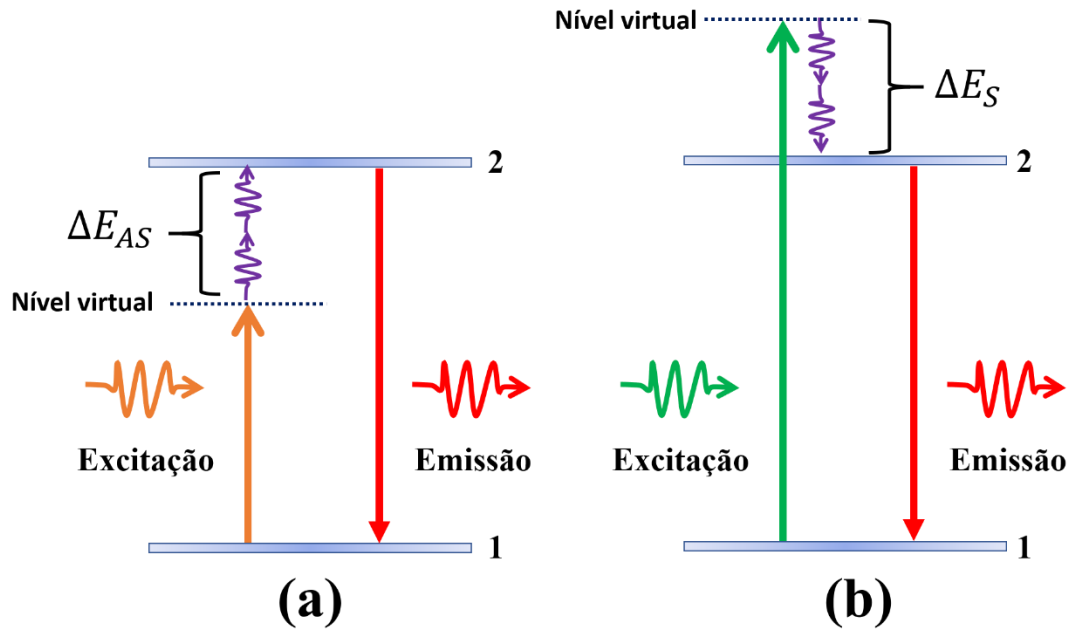 Nível virtual
ΔE_S
2
2
ΔE_AS
Nível virtual
Excitação
Emissão
Excitação
Emissão
1
1
(a)
(b)